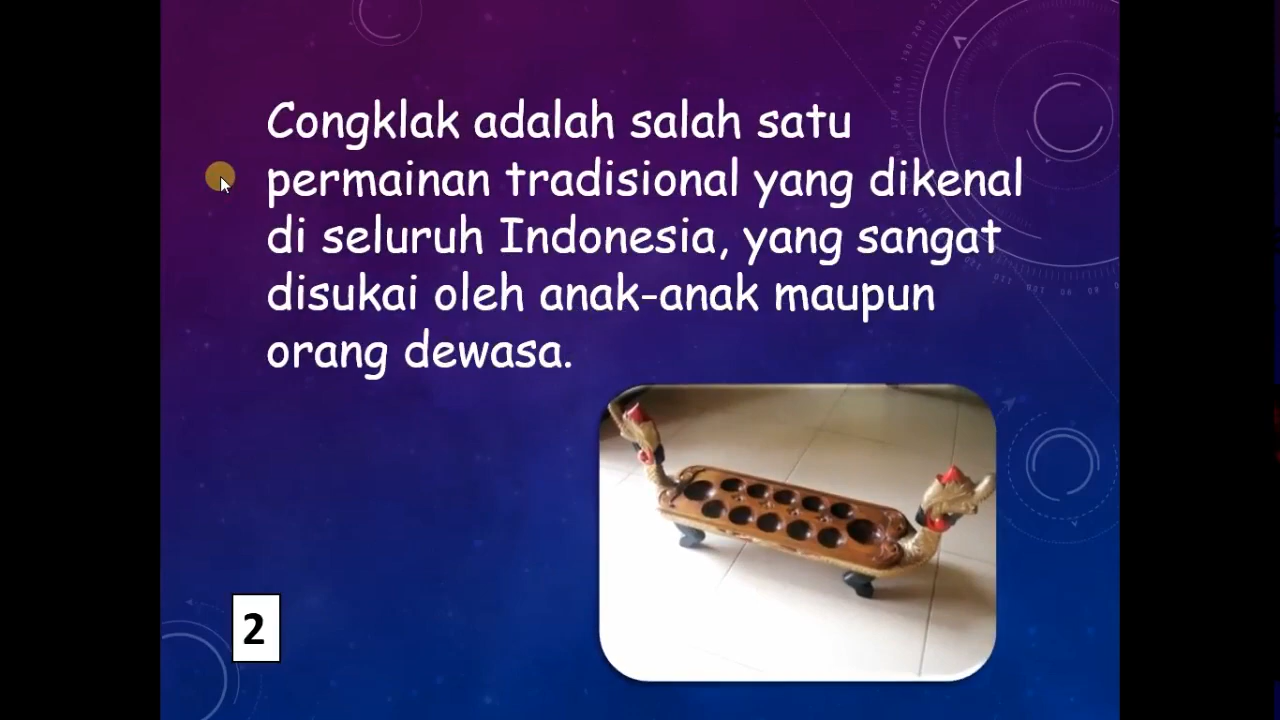 Congklak adalah salah satu
permainan tradisional yang dikenal
di seluruh Indonesia, yang sangat
disukai oleh anak-anak maupun
orang dewasa.
2